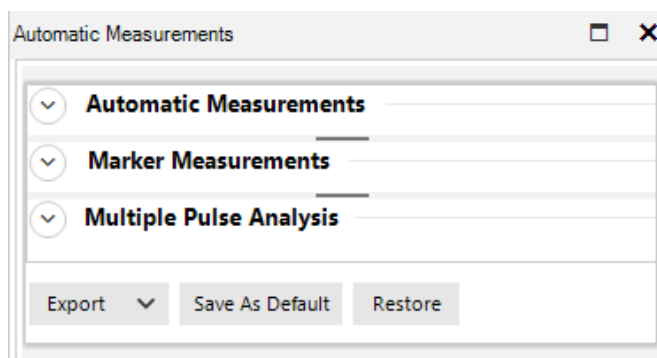 Automatic Measurements
Automatic Measurements
Marker Measurements
Multiple Pulse Analysis
Export Save As Default Restore